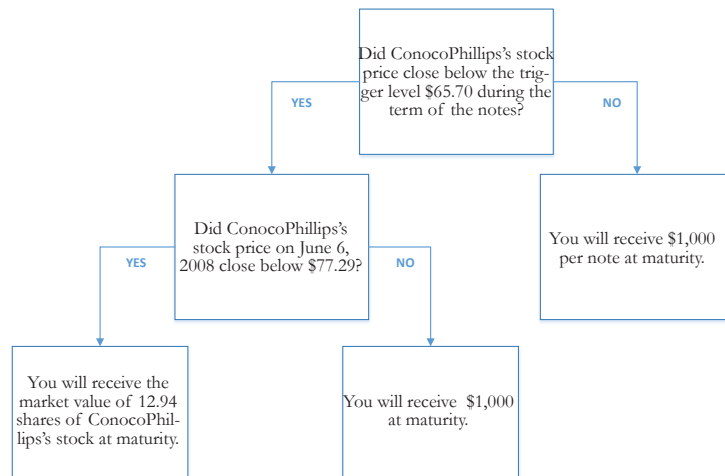 Did ConocoPhillips's stock
price close below the trig-
ger level $65.70 during the
term of the notes?
YES
NO
Did ConocoPhillips's
stock price on June 6,
2008 close below $77.29?
You will receive $1,000
per note at maturity.
YES
NO
You will receive the
market value of 12.94
shares of ConocoPhil-
lips's stock at maturity.
You will receive $1,000
at maturity.